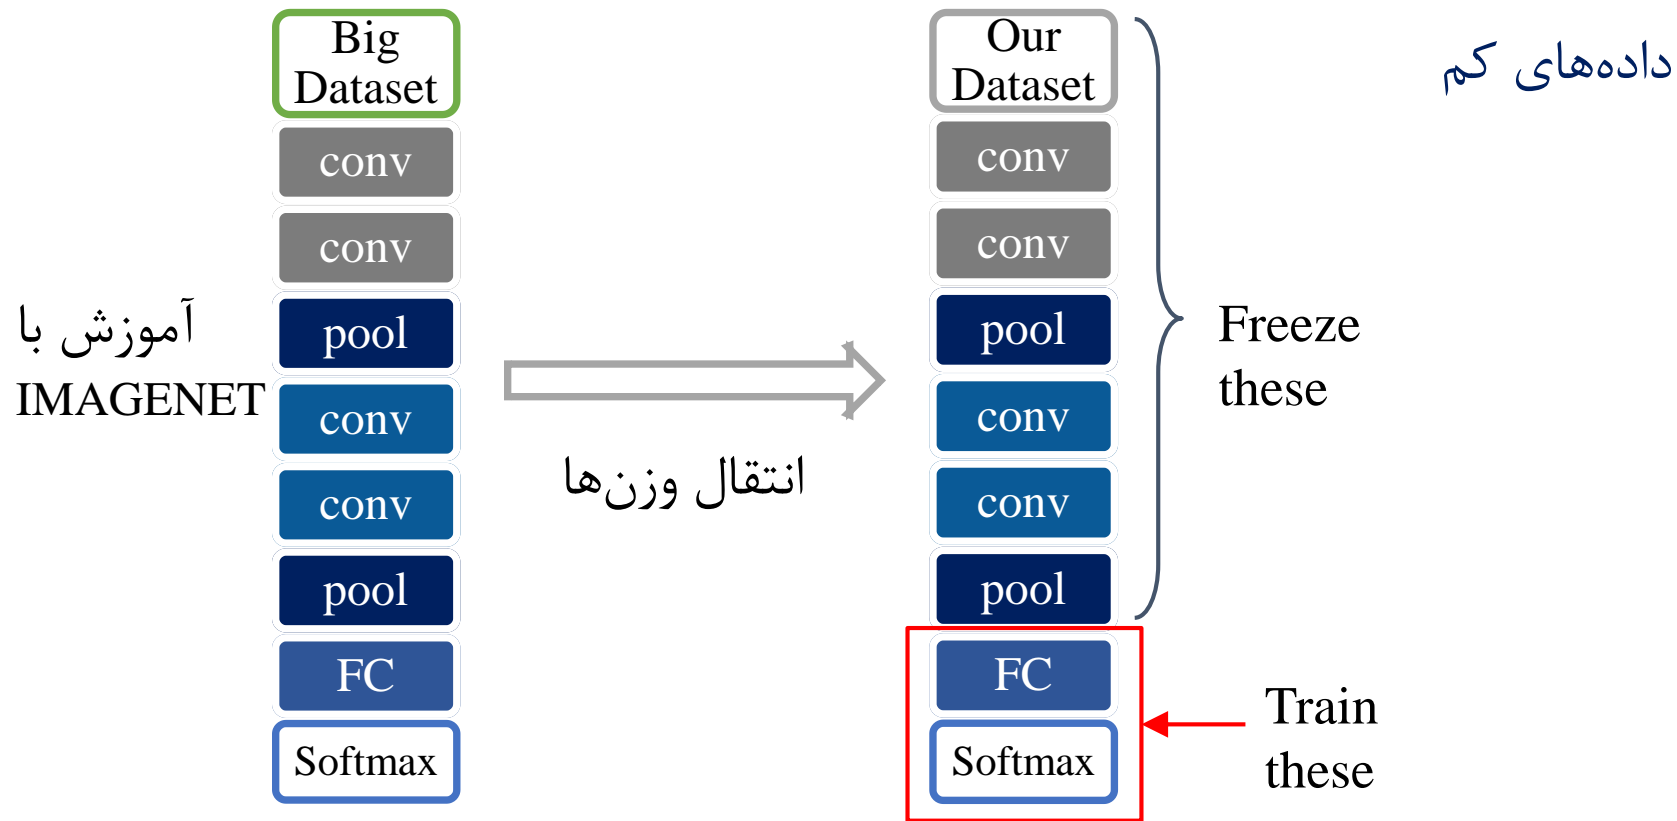 داده‌های کم
Big
Dataset
conv
conv
pool
conv
conv
pool
FC
Softmax
آموزش با
IMAGENET
انتقال وزن‌ها
Our
Dataset
conv
conv
pool
conv
conv
pool
FC
Softmax
Freeze
these
Train
these